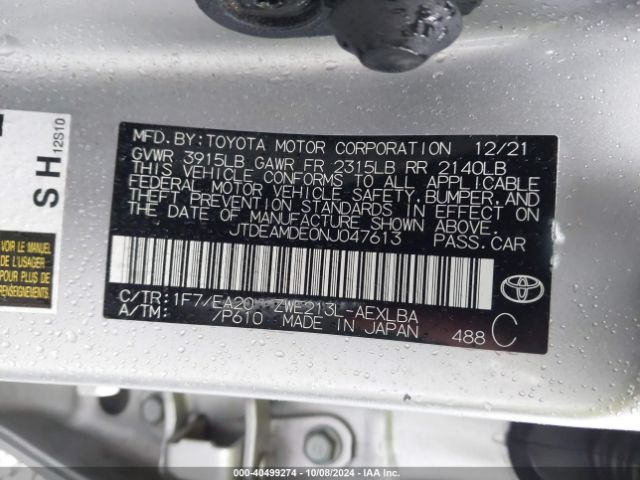 MFD. BY: TOYOTA MOTOR CORPORATION 12/21
GVWR 3915LB GAWR FR 2315LB RR 2140LB
THIS VEHICLE CONFORMS TO ALL APPLICABLE
FEDERAL MOTOR VEHICLE SAFETY, BUMPER, AND
THEFT PREVENTION STANDARDS IN EFFECT ON
THE DATE OF MANUFACTURE SHOWN ABOVE.
JTDEAMDE0NJ047613 PASS. CAR
C/TR: 1F7/EA20 ZWE213L-AEXLBA
A/TM: /P610 MADE IN JAPAN 488 C
SH
12S10
VOIR LE MANUEL
DE L'USAGER
POUR PLUS DE
RENSEIGNEMENTS
000-40499274 - 10/08/2024 - IAA Inc.